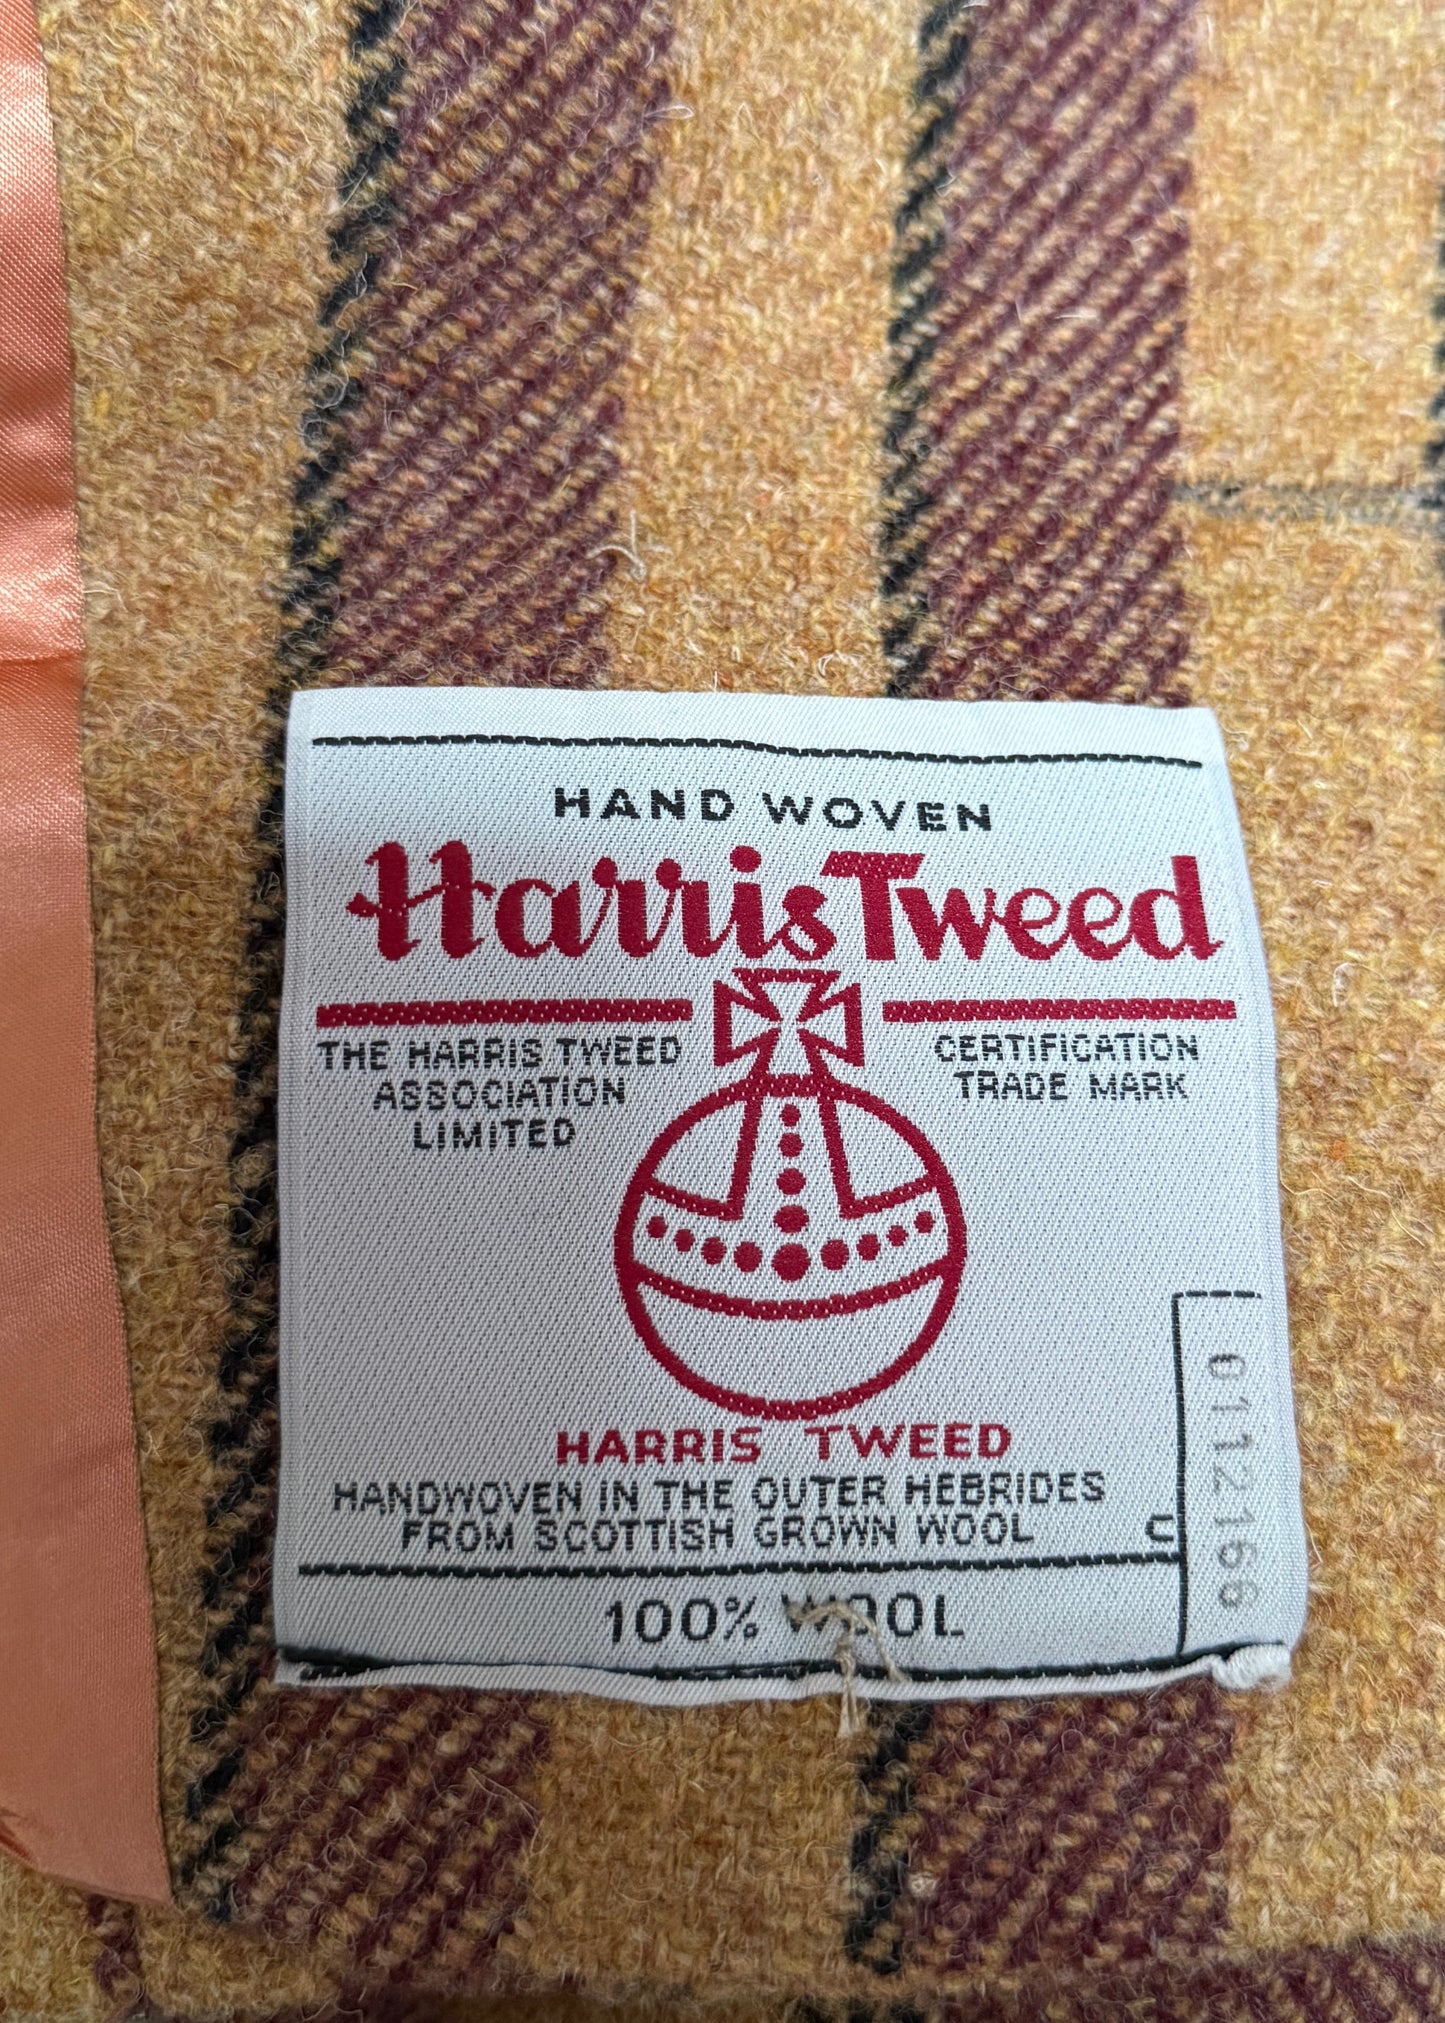 HAND WOVEN
Harris Tweed
THE HARRIS TWEED
ASSOCIATION
LIMITED
CERTIFICATION
TRADE MARK
HARRIS TWEED
HANDWOVEN IN THE OUTER HEBRIDES
FROM SCOTTISH GROWN WOOL
C
0112166
100% WOOL